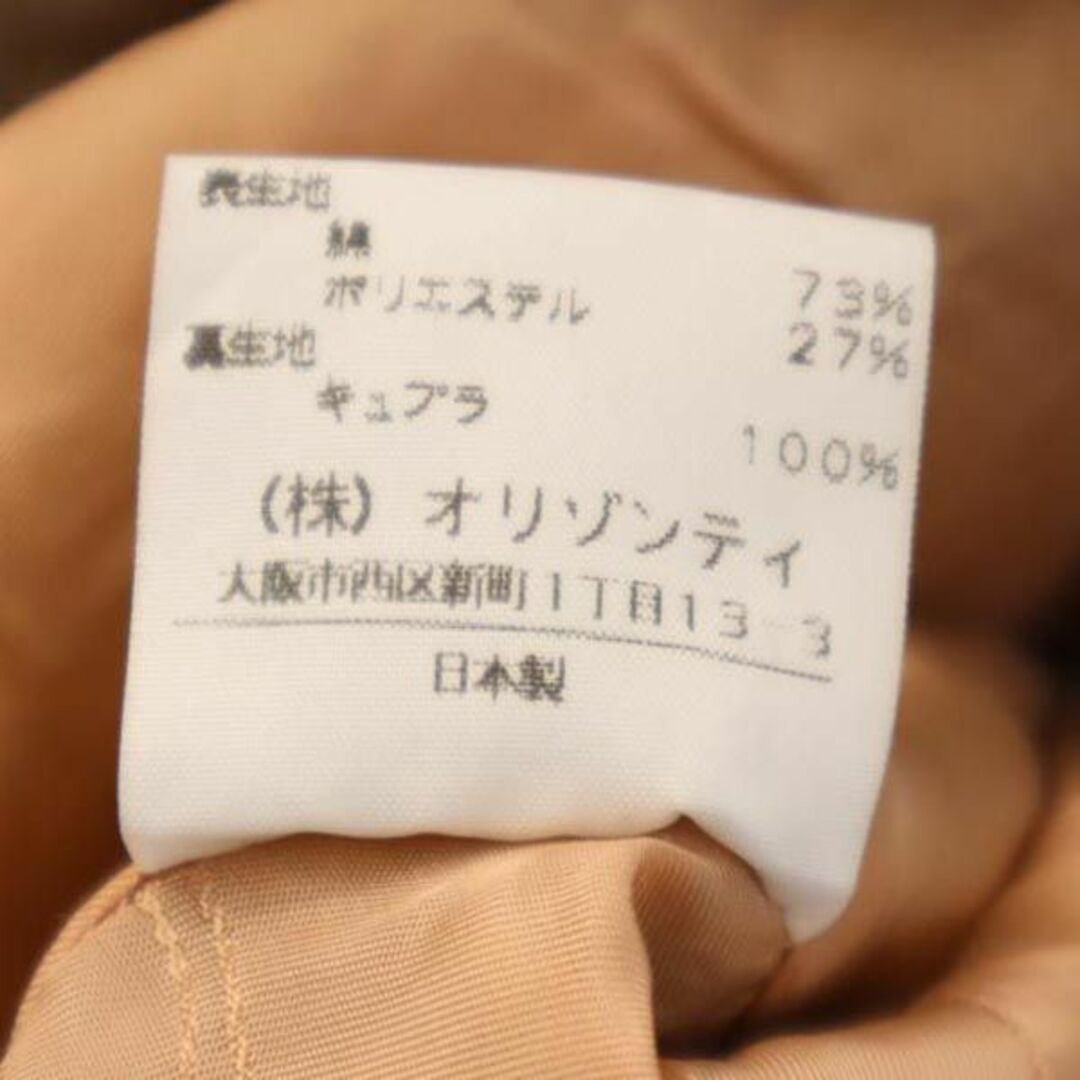 表生地
綿 73%
ポリエステル 27%
裏生地
キュプラ 100%
(株) オリゾンティ
大阪市西区新町1丁目13-3
日本製